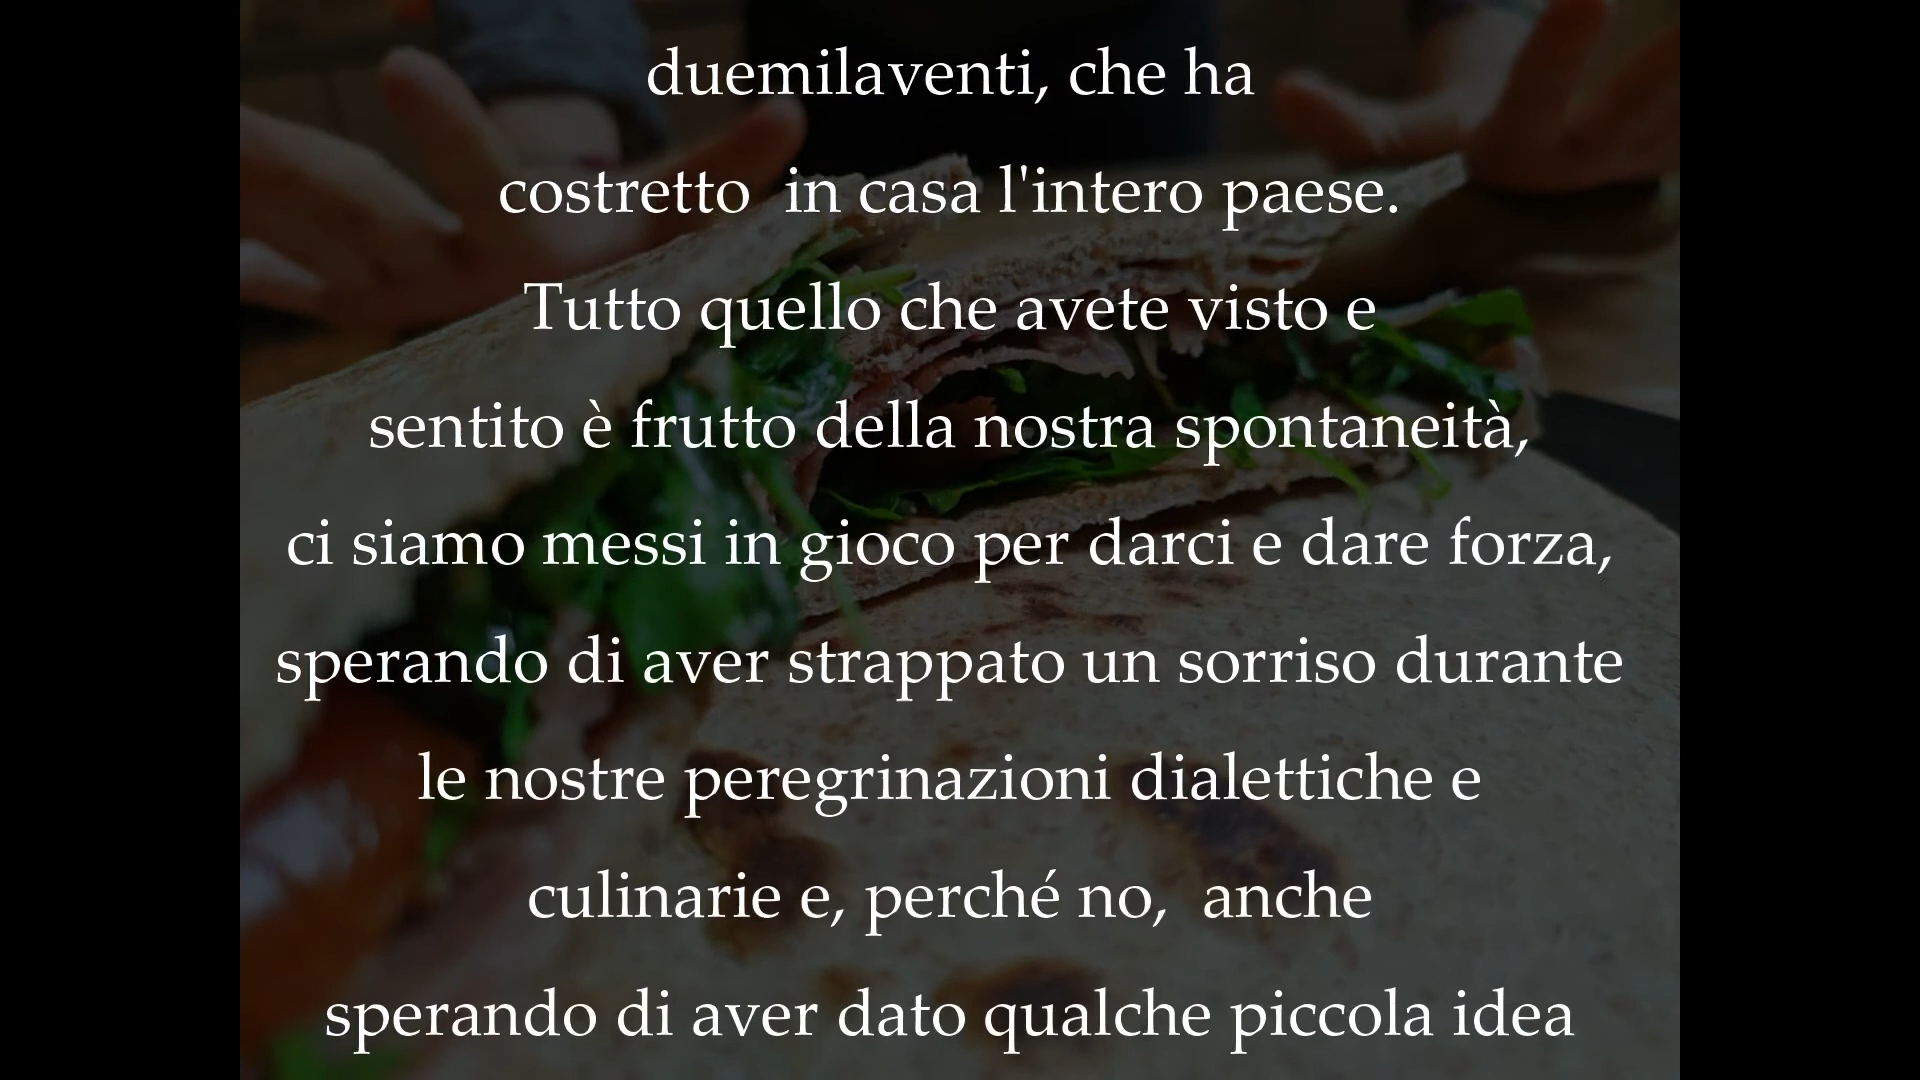 duemilaventi, che ha
costretto  in casa l'intero paese.
Tutto quello che avete visto e
sentito è frutto della nostra spontaneità,
ci siamo messi in gioco per darci e dare forza,
sperando di aver strappato un sorriso durante
le nostre peregrinazioni dialettiche e
culinarie e, perché no,  anche
sperando di aver dato qualche piccola idea